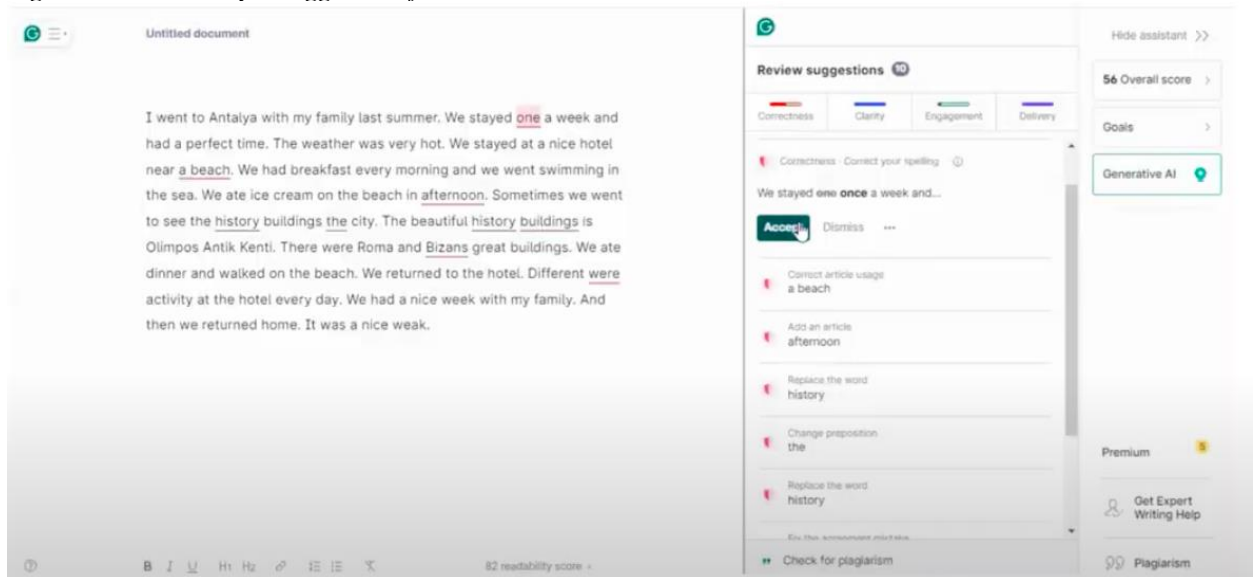 Untitled document
I went to Antalya with my family last summer. We stayed one a week and
had a perfect time. The weather was very hot. We stayed at a nice hotel
near a beach. We had breakfast every morning and we went swimming in
the sea. We ate ice cream on the beach in afternoon. Sometimes we went
to see the history buildings the city. The beautiful history buildings is
Olimpos Antik Kenti. There were Roma and Bizans great buildings. We ate
dinner and walked on the beach. We returned to the hotel. Different were
activity at the hotel every day. We had a nice week with my family. And
then we returned home. It was a nice weak.
B I U H1 H2
82 readability score
Review suggestions 10
Correctness Clarity Engagement Delivery
Correctness · Correct your spelling
We stayed one once a week and...
Accept Dismiss
Correct article usage
a beach
Add an article
afternoon
Replace the word
history
Change preposition
the
Replace the word
history
Fix the agreement mistake
Check for plagiarism
Hide assistant
56 Overall score
Goals
Generative AI
Premium
Get Expert
Writing Help
Plagiarism